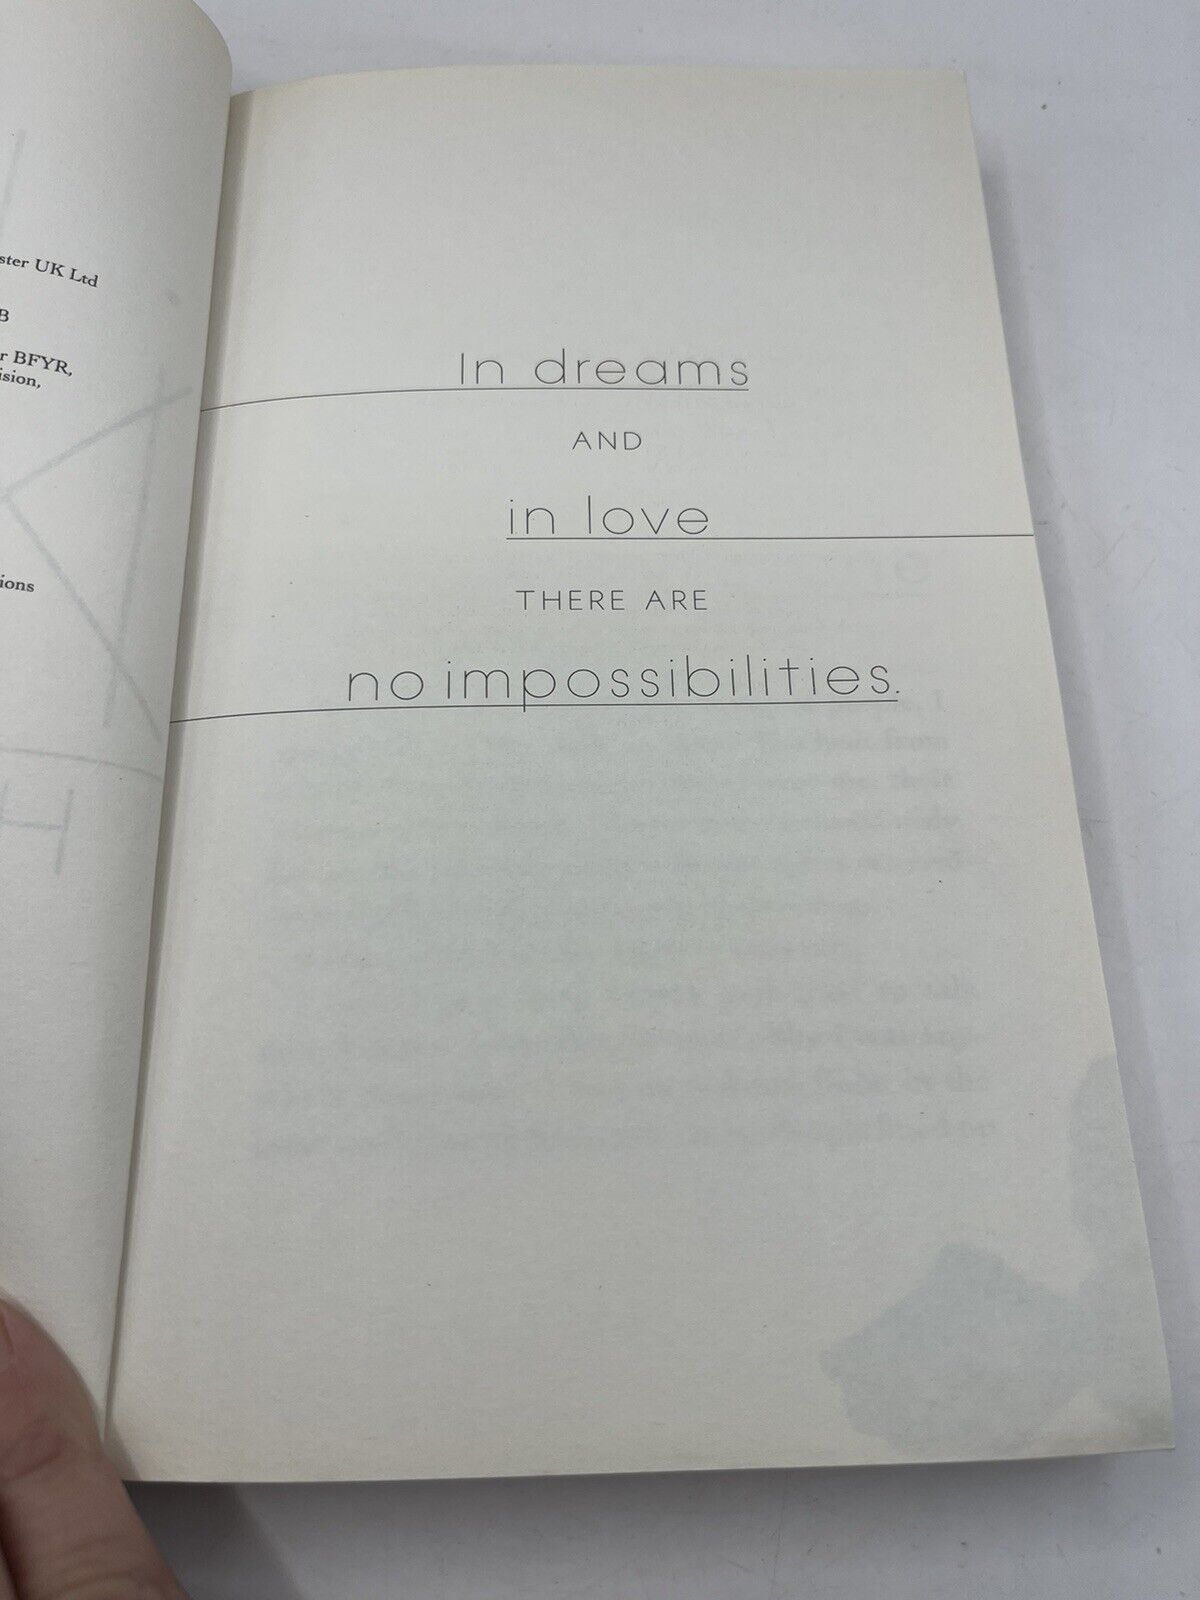 ster UK Ltd
B
r BFYR,
ision,
ions
In dreams
AND
in love
THERE ARE
no impossibilities.